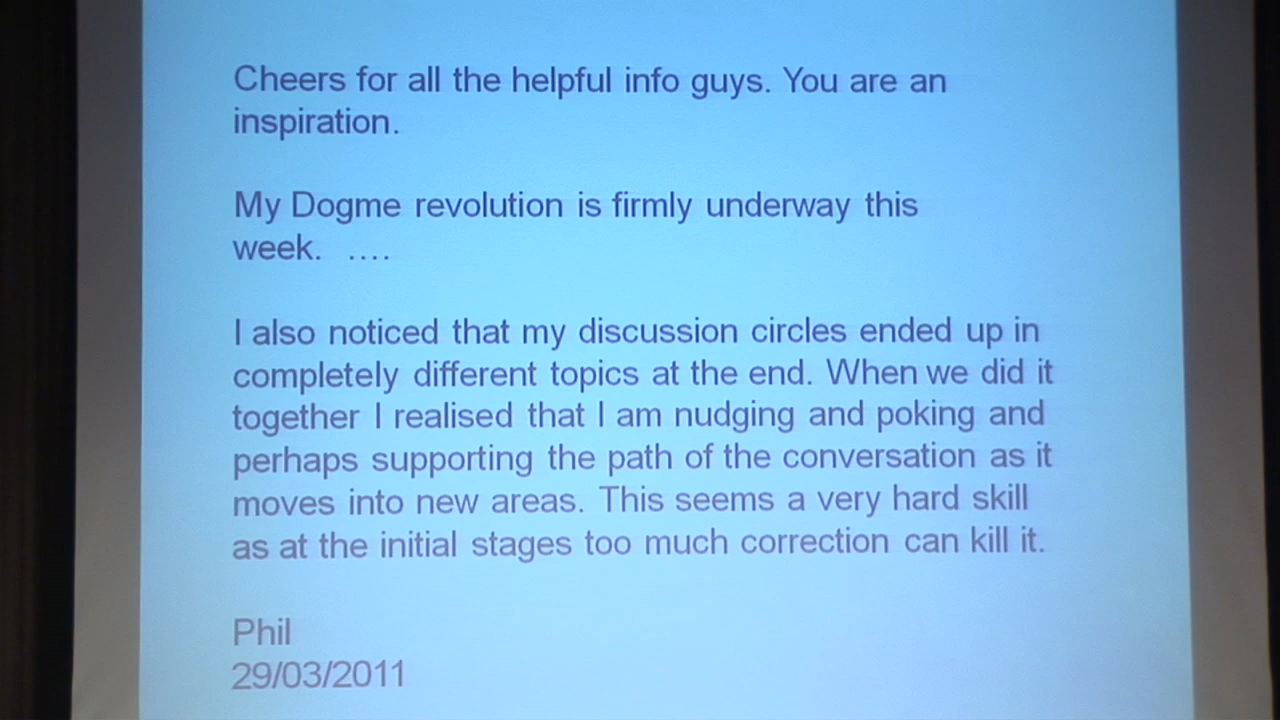 Cheers for all the helpful info guys. You are an
inspiration.
My Dogme revolution is firmly underway this
week. ....
I also noticed that my discussion circles ended up in
completely different topics at the end. When we did it
together I realised that I am nudging and poking and
perhaps supporting the path of the conversation as it
moves into new areas. This seems a very hard skill
as at the initial stages too much correction can kill it.
Phil
29/03/2011